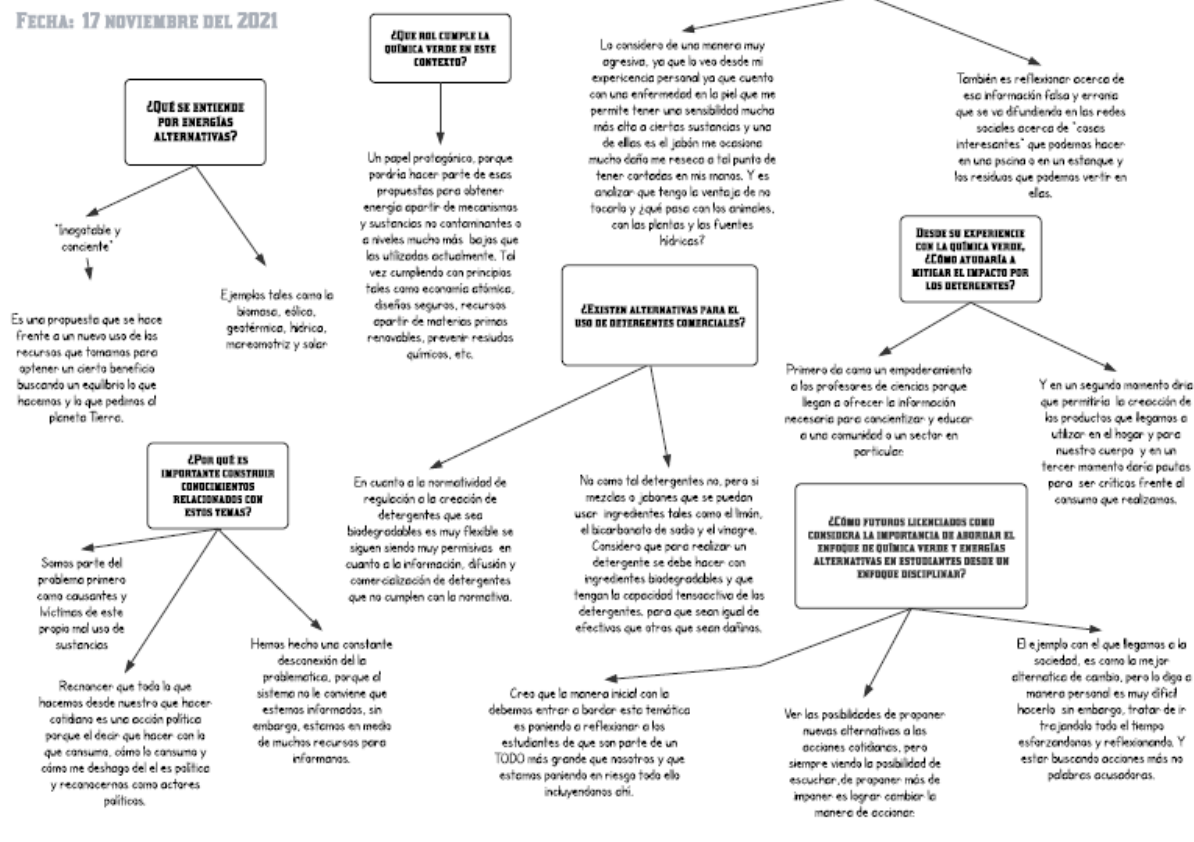 Fecha: 17 noviembre del 2021
¿Que rol cumple la
química verde en este
contexto?
Un papel protagónico, porque
porária hacer parte de esas
propuestas para obtener
energía apartir de mecanismos
y sustancias no contaminantes o
a niveles mucho más bajos que
las utilizadas actualmente. Tal
vez cumpliendo con principios
tales como economía atómica,
diseños seguros, recursos
apartir de materias primas
renovables, prevenir residuos
químicos, etc.
¿Qué se entiende
por energías
alternativas?
"Inagotable y
conciente"
Es una propuesta que se hace
frente a un nuevo uso de los
recursos que tomamos para
optener un cierto beneficio
buscando un equilibrio lo que
hacemos y lo que pedimos al
planeta Tierra.
Ejemplos tales como la
biomasa, eólica,
geotérmica, hídrica,
mareomotriz y solar
Lo considero de una manera muy
agresiva, ya que lo veo desde mi
expericencia personal ya que cuento
con una enfermedad en la piel que me
permite tener una sensibilidad mucha
más alta a ciertas sustancias y una
de ellas es el jabón me ocasiona
mucho daño me reseca a tal punto de
tener cortadas en mis manos. Y es
analizar que tengo la ventaja de no
tocarlo y ¿qué pasa con los animales,
con las plantas y las fuentes
hídricas?
También es reflexionar acerca de
esa información falsa y erronia
que se va difundiendo en las redes
sociales acerca de "cosas
interesantes" que podemos hacer
en una pscina o en un estanque y
los residuos que podemos vertir en
ellas.
¿Existen alternativas para el
uso de detergentes comerciales?
En cuanto a la normatividad de
regulación a la creación de
detergentes que sea
biodegradables es muy flexible se
siguen siendo muy permisivas en
cuanto a la información, difusión y
comercialización de detergentes
que no cumplen con la normativa.
No como tal detergentes no, pero si
mezclas o jabones que se puedan
usar ingredientes tales como el limón,
el bicarbonato de sodio y el vinagre.
Considero que para realizar un
detergente se debe hacer con
ingredientes biodegradables y que
tengan la capacidad tensoactiva de los
detergentes, para que sean igual de
efectivos que otros que sean dañinos.
Desde su experiencie
con la química verde,
¿Cómo ayudaría a
mitigar el impacto por
los detergentes?
Primero da como un empoderamiento
a los profesores de ciencias porque
llegan a ofrecer la información
necesaria para concientizar y educar
a una comunidad o un sector en
particular.
Y en un segundo momento diria
que permitiria la creacción de
los productos que llegamos a
utilizar en el hogar y para
nuestro cuerpo y en un
tercer momento daría pautas
para ser críticos frente al
consumo que realizamos.
¿Por qué es
importante construir
conocimientos
relacionados con
estos temas?
Somos parte del
problema primero
como causantes y
lvíctimas de este
propio mal uso de
sustancias
Recnoncer que todo lo que
hacemos desde nuestro que hacer
cotidiano es una acción política
porque el decir que hacer con lo
que consumo, cómo lo consumo y
cómo me deshago del el es política
y reconocernos como actores
políticos.
Hemos hecho una constante
desconexión del la
problematica, porque al
sistema no le conviene que
estemos informados, sin
embargo, estamos en medio
de muchos recursos para
informanos.
¿Cómo futuros licenciados como
considera la importancia de abordar el
enfoque de química verde y energías
alternativas en estudiantes desde un
enfoque disciplinar?
Creo que la manera inicial con la
debemos entrar a bordar esta temática
es poniendo a reflexionar a los
estudiantes de que son parte de un
TODO más grande que nosotros y que
estamos poniendo en riesgo todo ello
incluyendonos ahí.
Ver las posibilidades de proponer
nuevas alternativas a las
acciones cotidianas, pero
siempre viendo la posibilidad de
escuchar,de proponer más de
imponer es lograr cambiar la
manera de accionar.
El ejemplo con el que llegamos a la
sociedad, es como la mejor
alternatica de cambio, pero lo digo a
manera personal es muy difícil
hacerlo sin embargo, tratar de ir
trajandolo todo el tiempo
esforzandonos y reflexionando. Y
estar buscando acciones más no
palabras acusadoras.